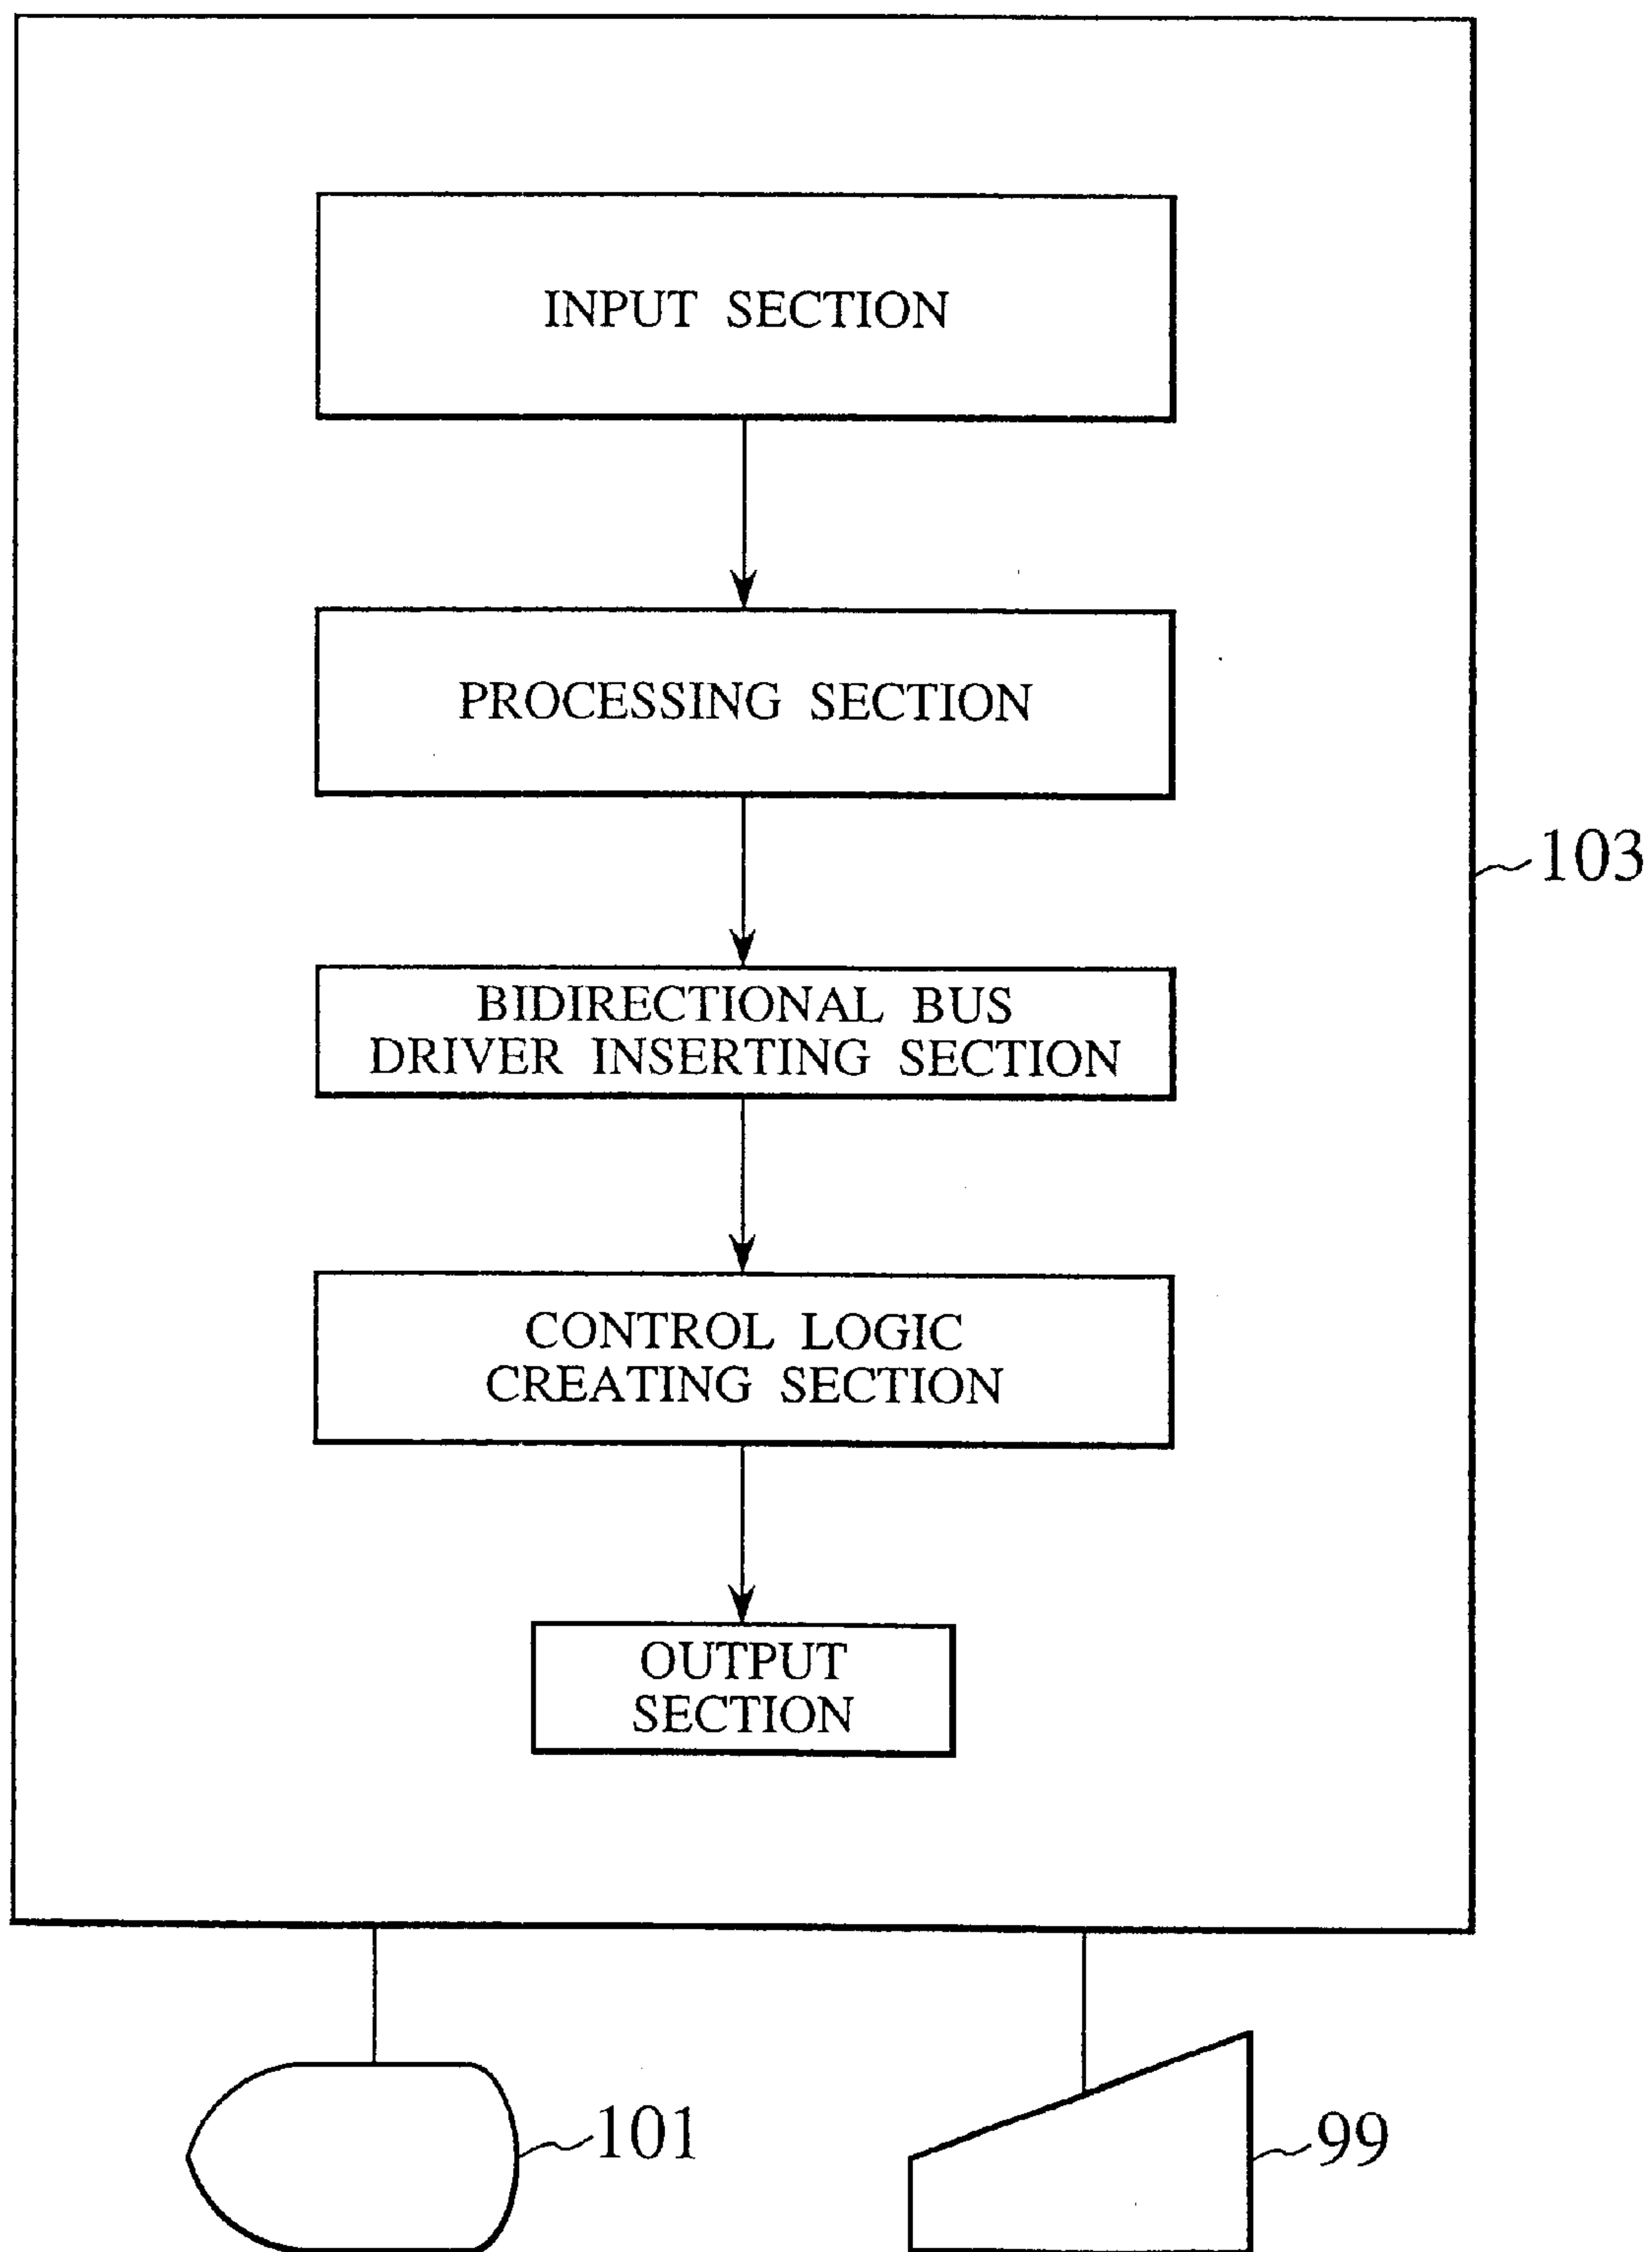 INPUT SECTION
PROCESSING SECTION
103
BIDIRECTIONAL BUS
DRIVER INSERTING SECTION
CONTROL LOGIC
CREATING SECTION
OUTPUT
SECTION
101
99